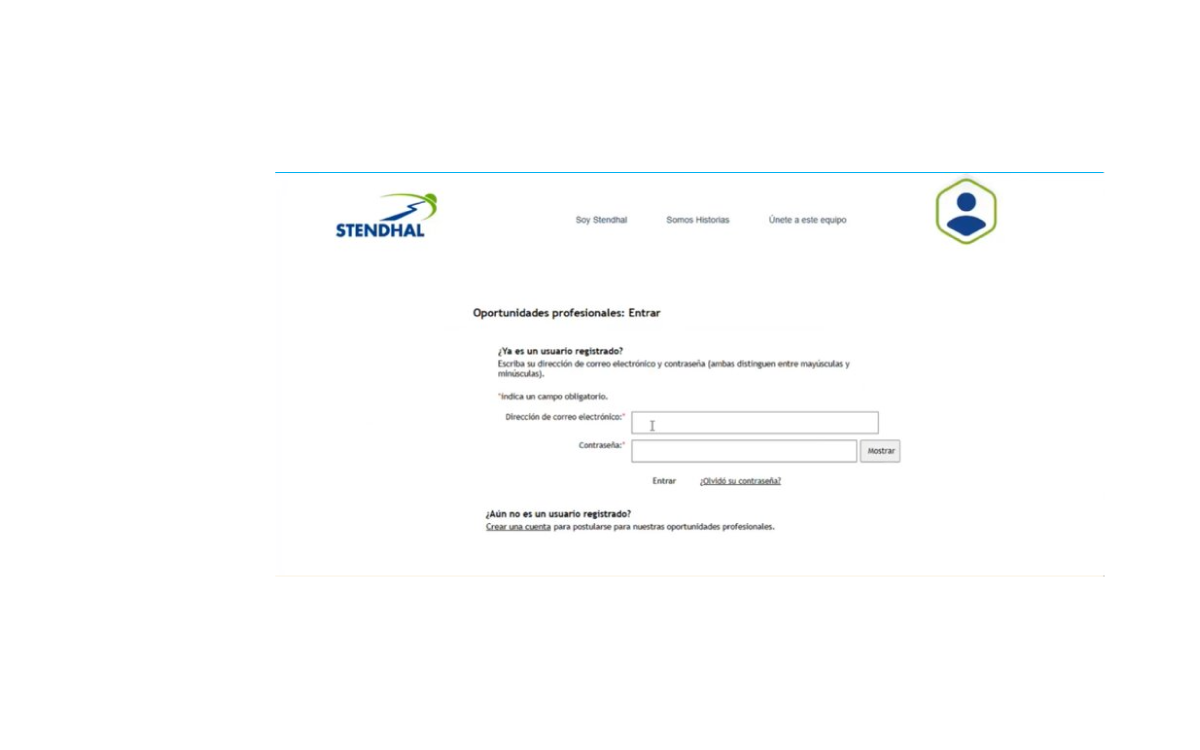 STENDHAL
Soy Stendhal
Somos Historias
Únete a este equipo
Oportunidades profesionales: Entrar
¿Ya es un usuario registrado?
Escriba su dirección de correo electrónico y contraseña (ambas distinguen entre mayúsculas y
minúsculas).
*Indica un campo obligatorio.
Dirección de correo electrónico:*
Contraseña:*
Mostrar
Entrar
¿Olvidó su contraseña?
¿Aún no es un usuario registrado?
Crear una cuenta para postularse para nuestras oportunidades profesionales.